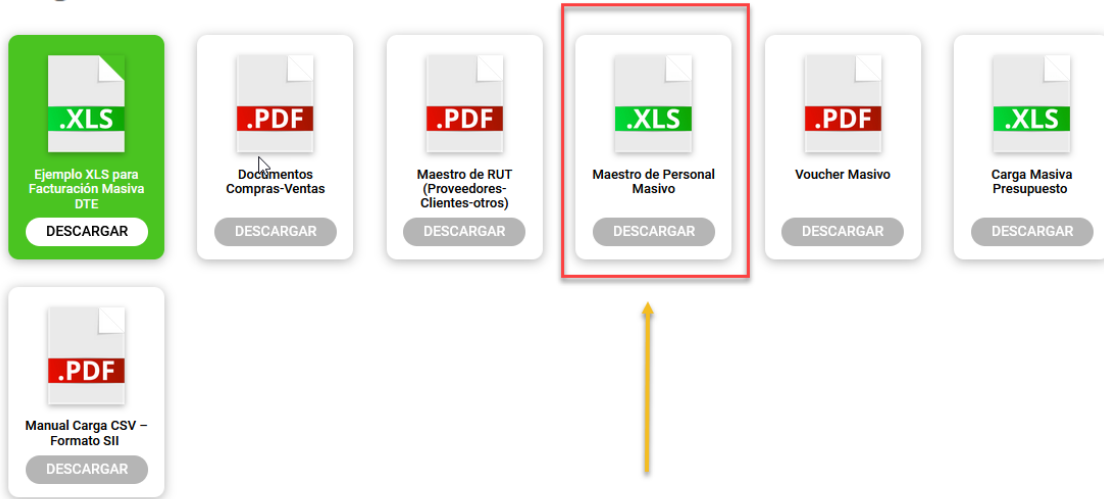 .XLS
Ejemplo XLS para
Facturación Masiva
DTE
DESCARGAR
.PDF
Documentos
Compras-Ventas
DESCARGAR
.PDF
Maestro de RUT
(Proveedores-
Clientes-otros)
DESCARGAR
.XLS
Maestro de Personal
Masivo
DESCARGAR
.PDF
Voucher Masivo
DESCARGAR
.XLS
Carga Masiva
Presupuesto
DESCARGAR
.PDF
Manual Carga CSV –
Formato SII
DESCARGAR